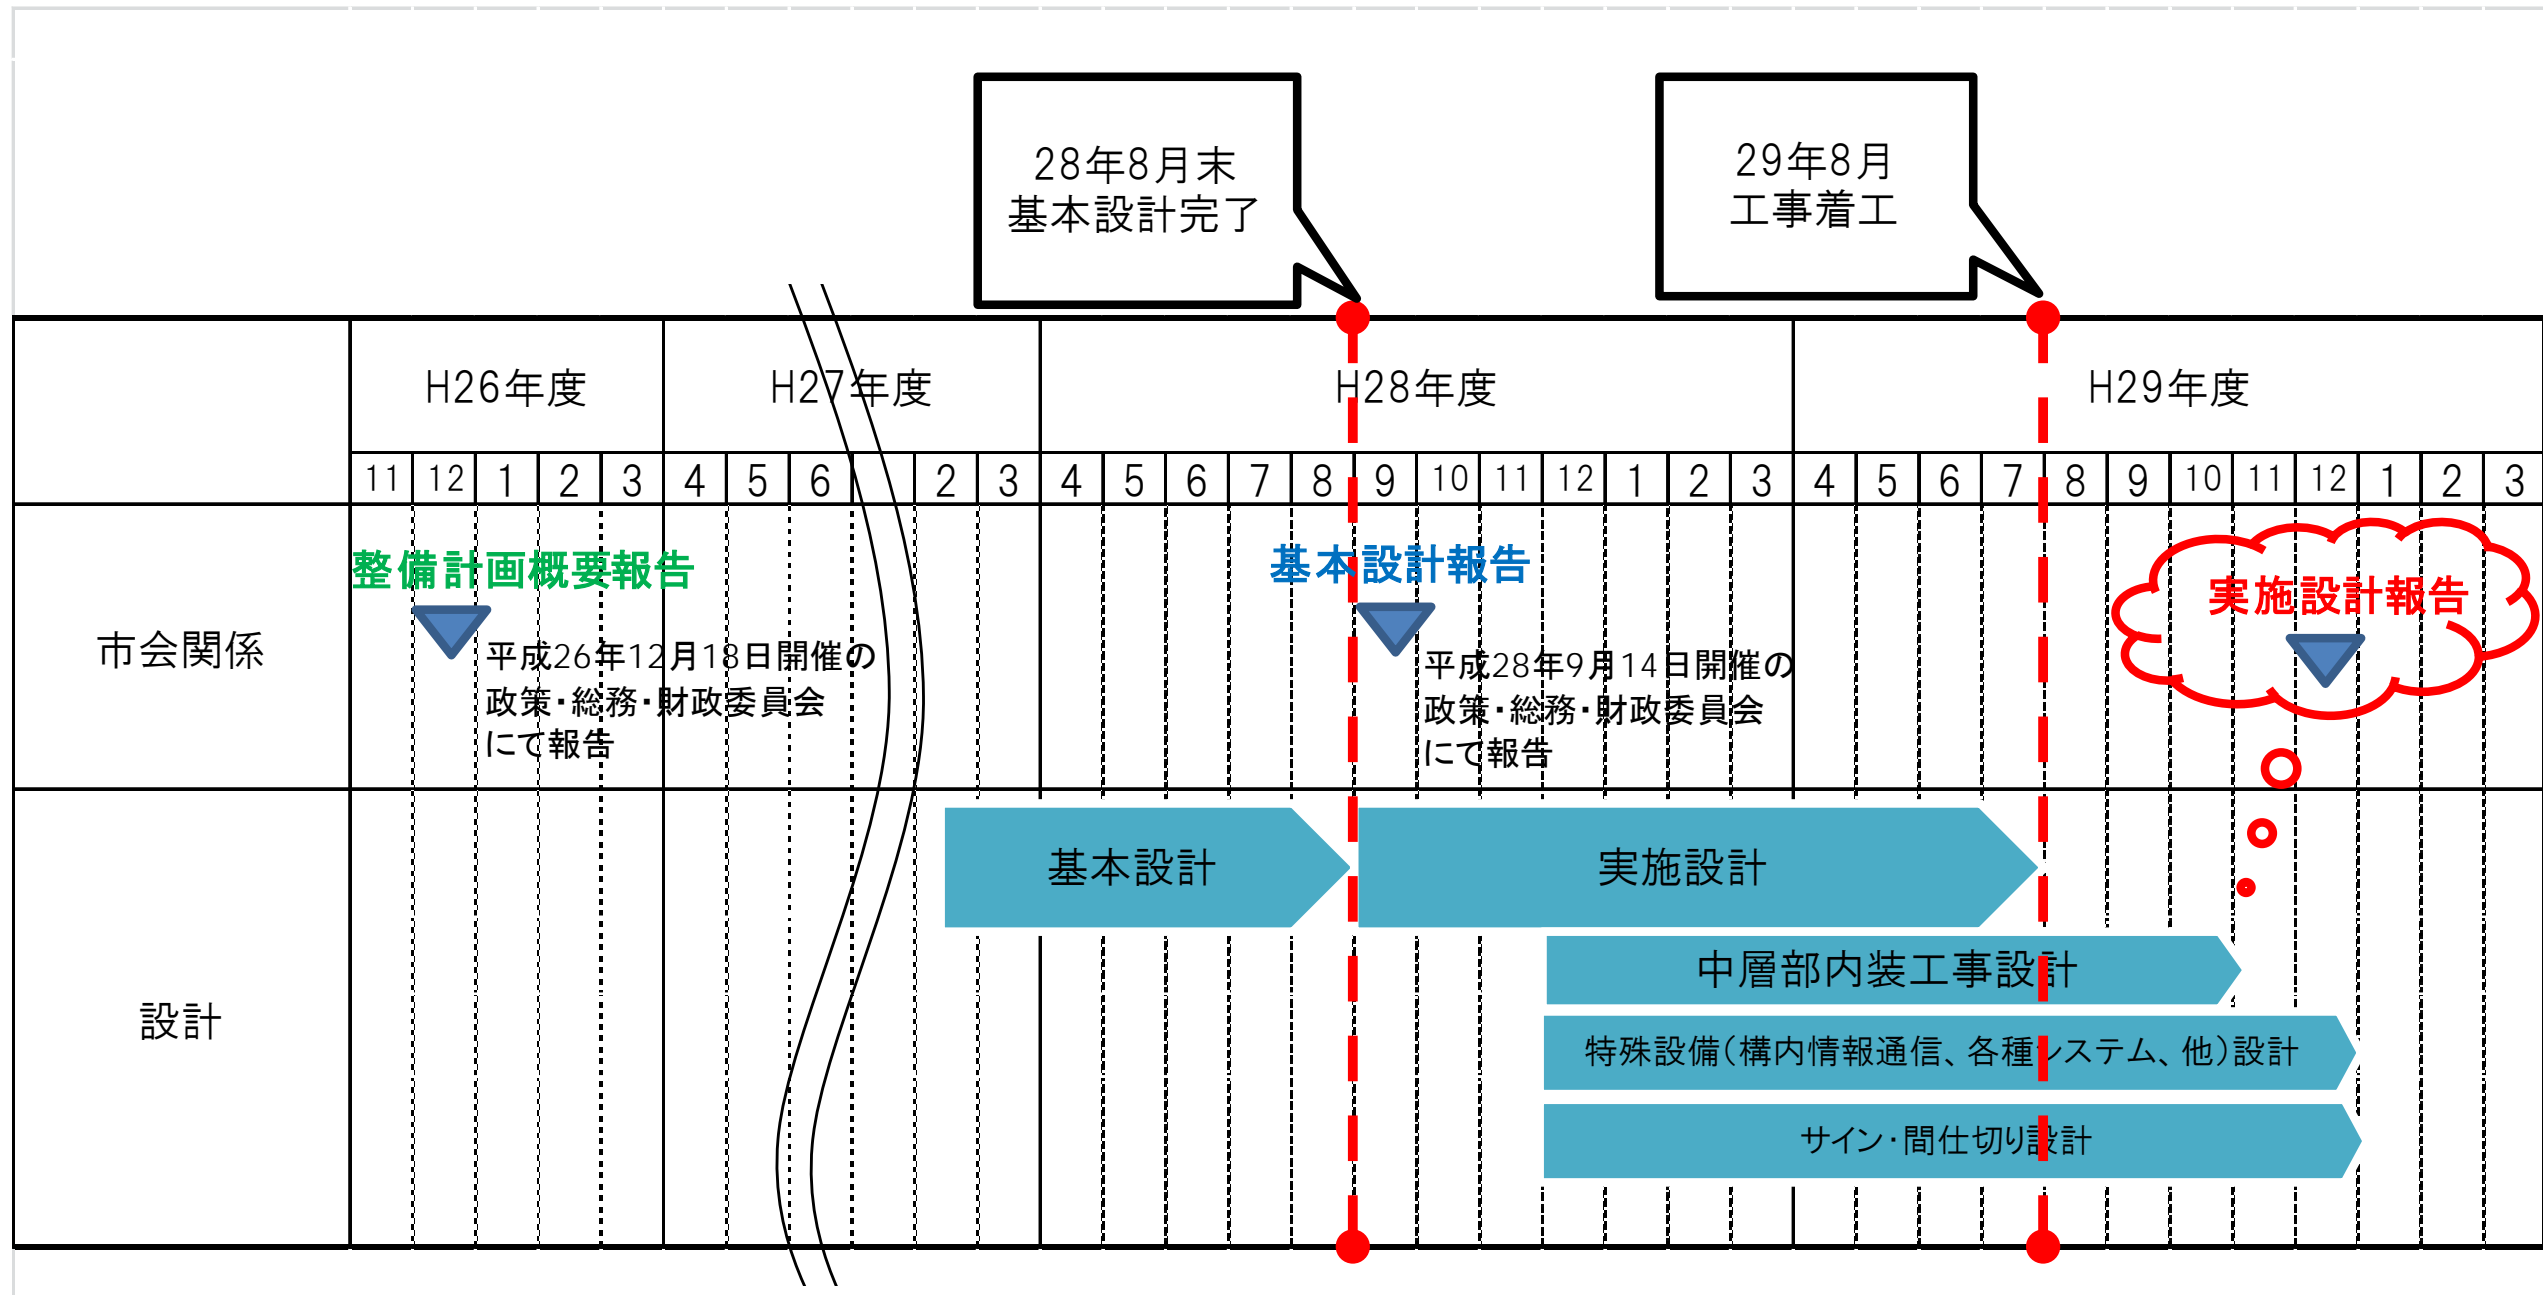 28年8月末
基本設計完了
29年8月
工事着工
H26年度 H27年度 H28年度 H29年度
11 12 1 2 3 4 5 6 2 3 4 5 6 7 8 9 10 11 12 1 2 3 4 5 6 7 8 9 10 11 12 1 2 3
市会関係
整備計画概要報告
平成26年12月18日開催の
政策・総務・財政委員会
にて報告
基本設計報告
平成28年9月14日開催の
政策・総務・財政委員会
にて報告
実施設計報告
設計
基本設計
実施設計
中層部内装工事設計
特殊設備(構内情報通信、各種システム、他)設計
サイン・間仕切り設計